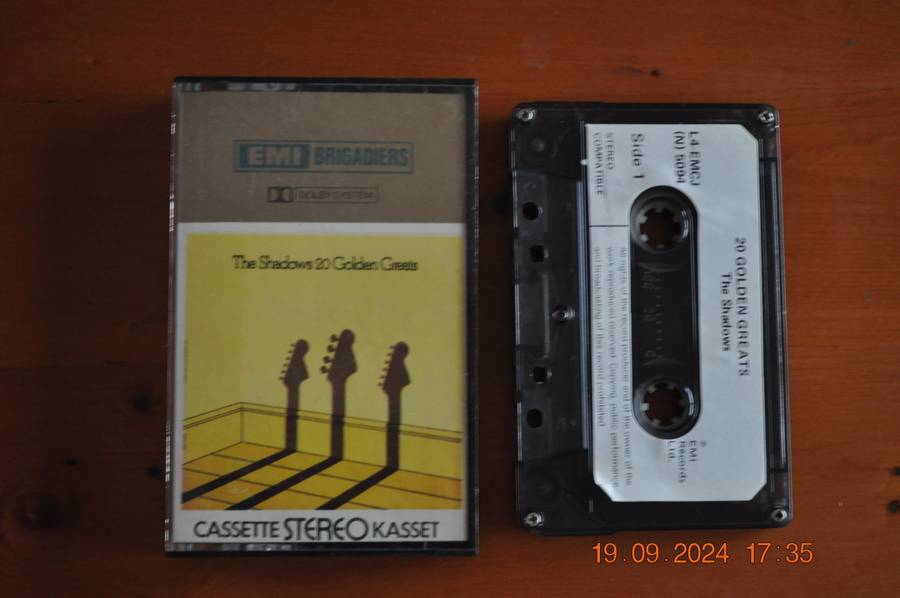 EMI BRIGADIERS
DOLBY SYSTEM
The Shadows 20 Golden Greats
CASSETTE STEREO KASSET
L4 EMCJ
(N) 5094
Side 1
STEREO
COMPATIBLE
20 GOLDEN GREATS
The Shadows
All rights of the record producer and of the owner of the
work reproduced reserved. Copying, public performance
and broadcasting of this record prohibited
℗ EMI
Records
Ltd.
19.09.2024 17:35